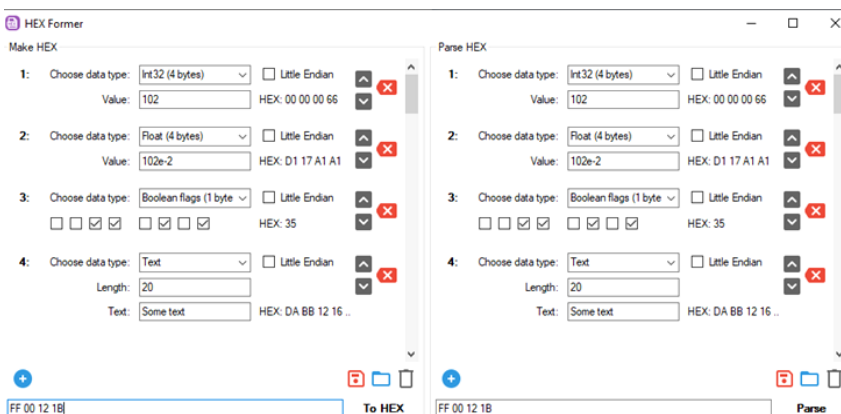 HEX Former
Make HEX
1: Choose data type: Int32 (4 bytes) Little Endian
Value: 102 HEX: 00 00 00 66
2: Choose data type: Float (4 bytes) Little Endian
Value: 102e-2 HEX: D1 17 A1 A1
3: Choose data type: Boolean flags (1 byte Little Endian
HEX: 35
4: Choose data type: Text Little Endian
Length: 20
Text: Some text HEX: DA BB 12 16 ..
FF 00 12 1B To HEX
Parse HEX
1: Choose data type: Int32 (4 bytes) Little Endian
Value: 102 HEX: 00 00 00 66
2: Choose data type: Float (4 bytes) Little Endian
Value: 102e-2 HEX: D1 17 A1 A1
3: Choose data type: Boolean flags (1 byte Little Endian
HEX: 35
4: Choose data type: Text Little Endian
Length: 20
Text: Some text HEX: DA BB 12 16 ..
FF 00 12 1B Parse